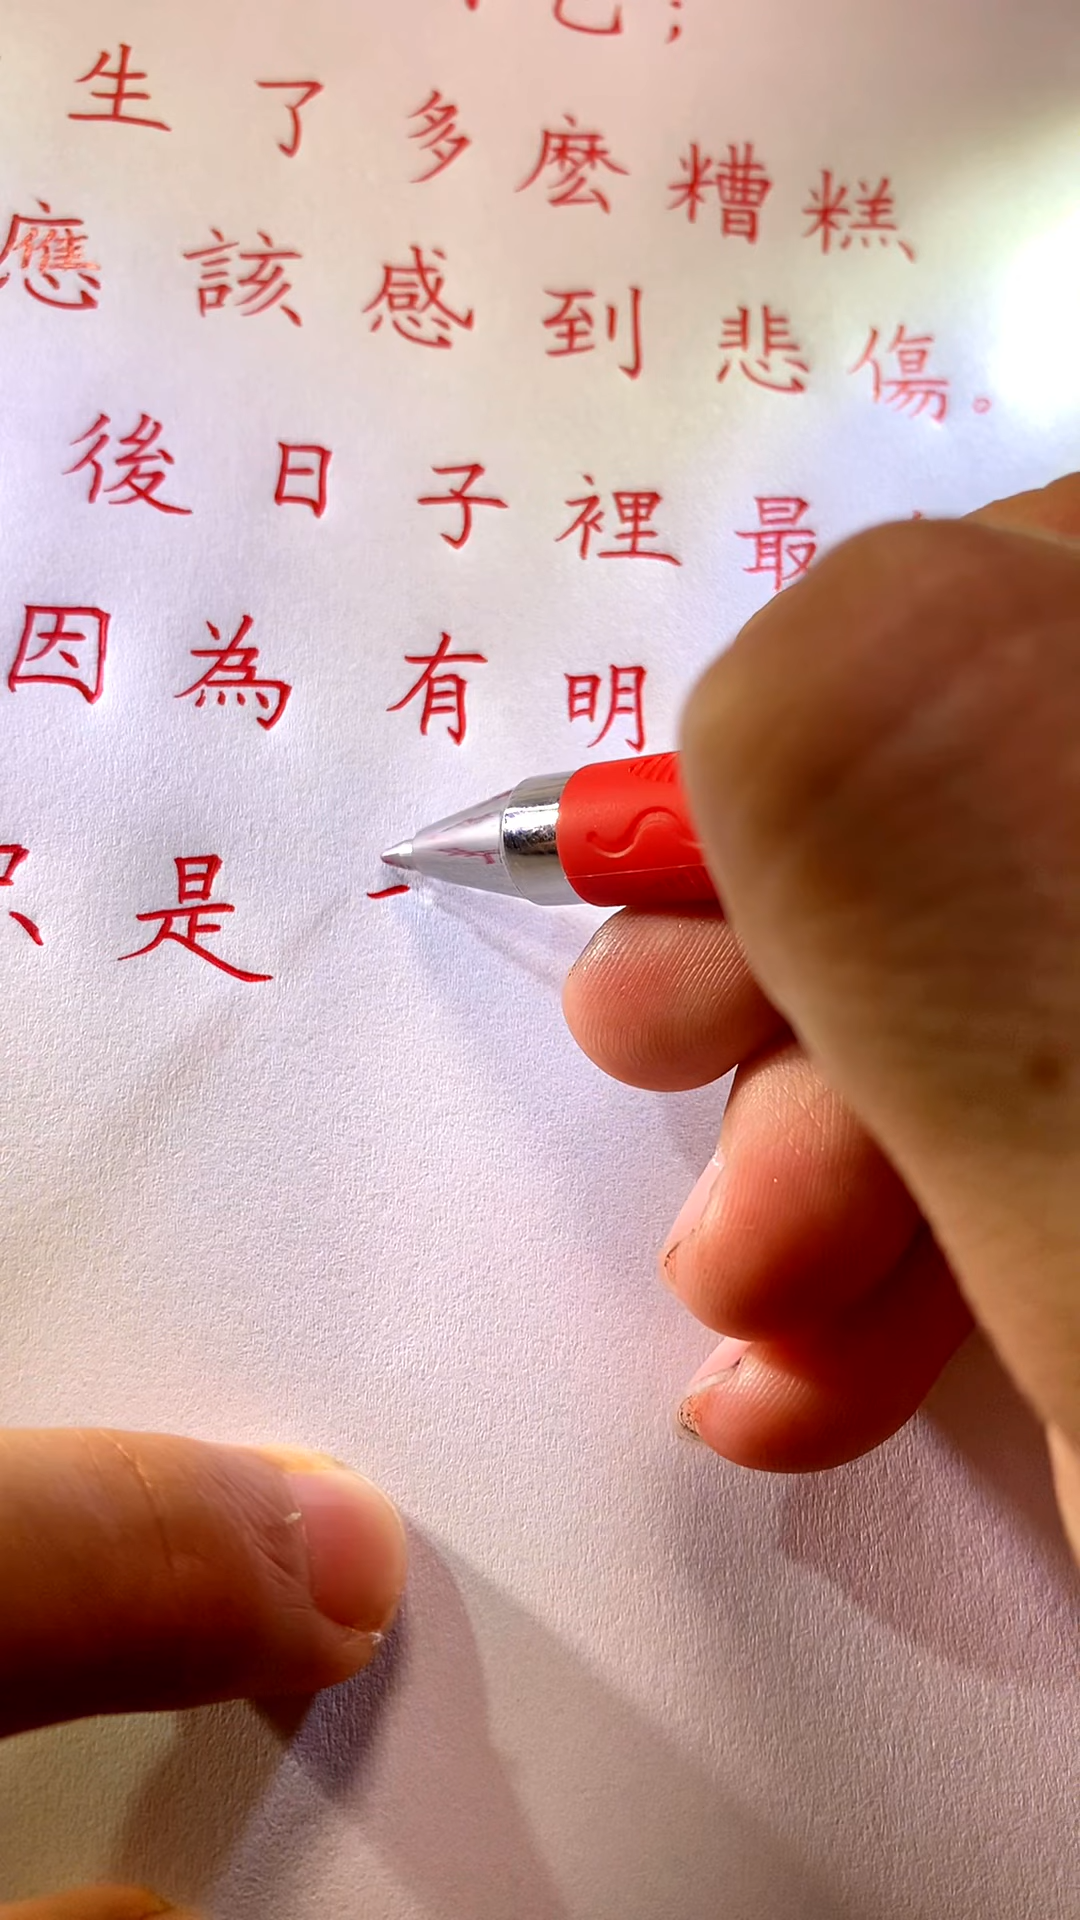 ；
生了多麼糟糕
應該感到悲傷。
後日子裡最
因為有明
只是